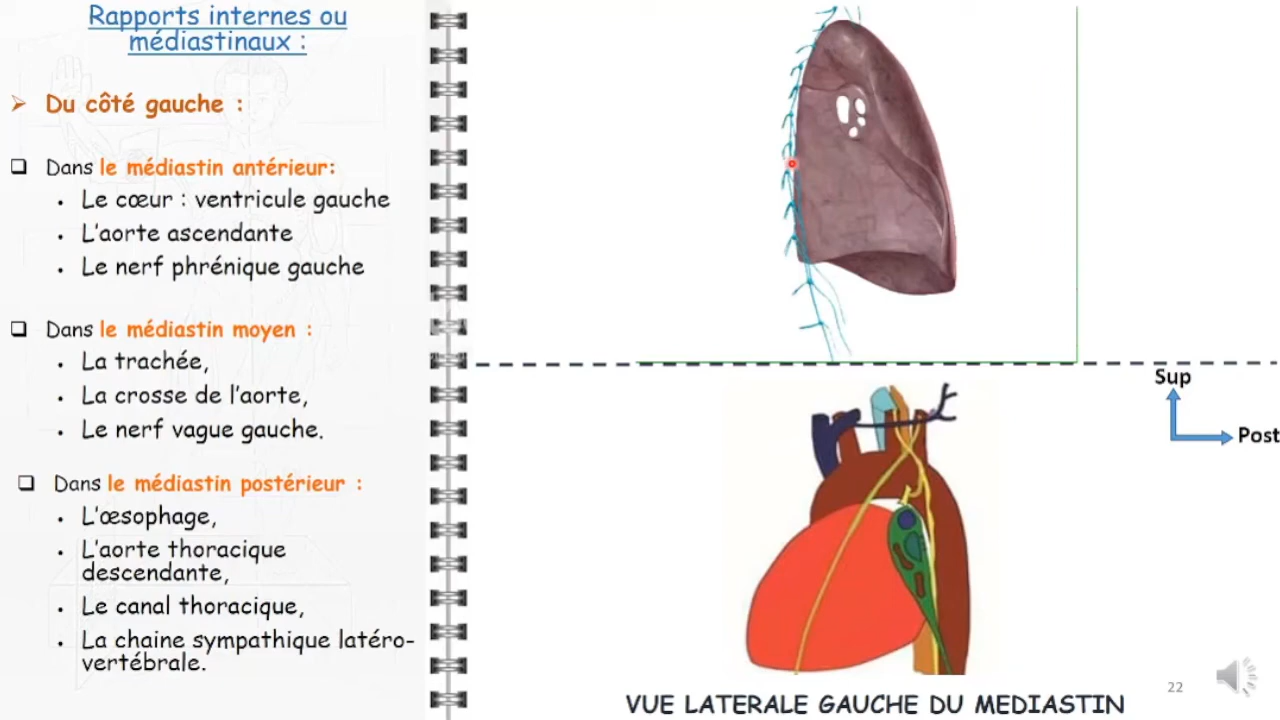 Rapports internes ou
médiastinaux :
➢ Du côté gauche :
❑ Dans le médiastin antérieur:
• Le cœur : ventricule gauche
• L'aorte ascendante
• Le nerf phrénique gauche
❑ Dans le médiastin moyen :
• La trachée,
• La crosse de l'aorte,
• Le nerf vague gauche.
❑ Dans le médiastin postérieur :
• L'œsophage,
• L'aorte thoracique
descendante,
• Le canal thoracique,
• La chaine sympathique latéro-
vertébrale.
Sup
Post
VUE LATERALE GAUCHE DU MEDIASTIN
22